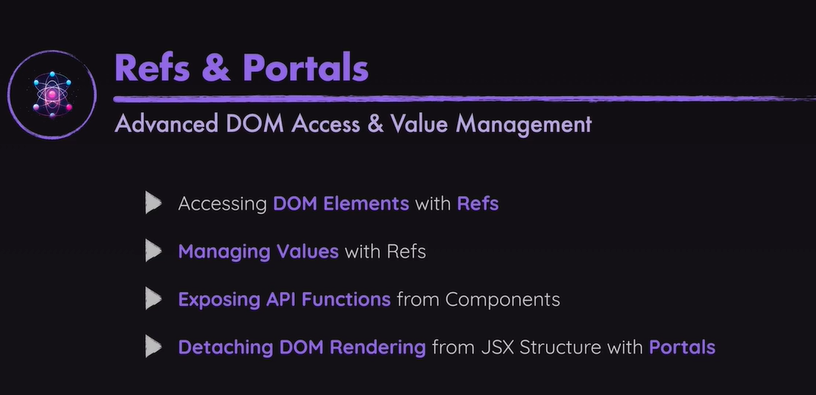 Refs & Portals
Advanced DOM Access & Value Management
Accessing DOM Elements with Refs
Managing Values with Refs
Exposing API Functions from Components
Detaching DOM Rendering from JSX Structure with Portals